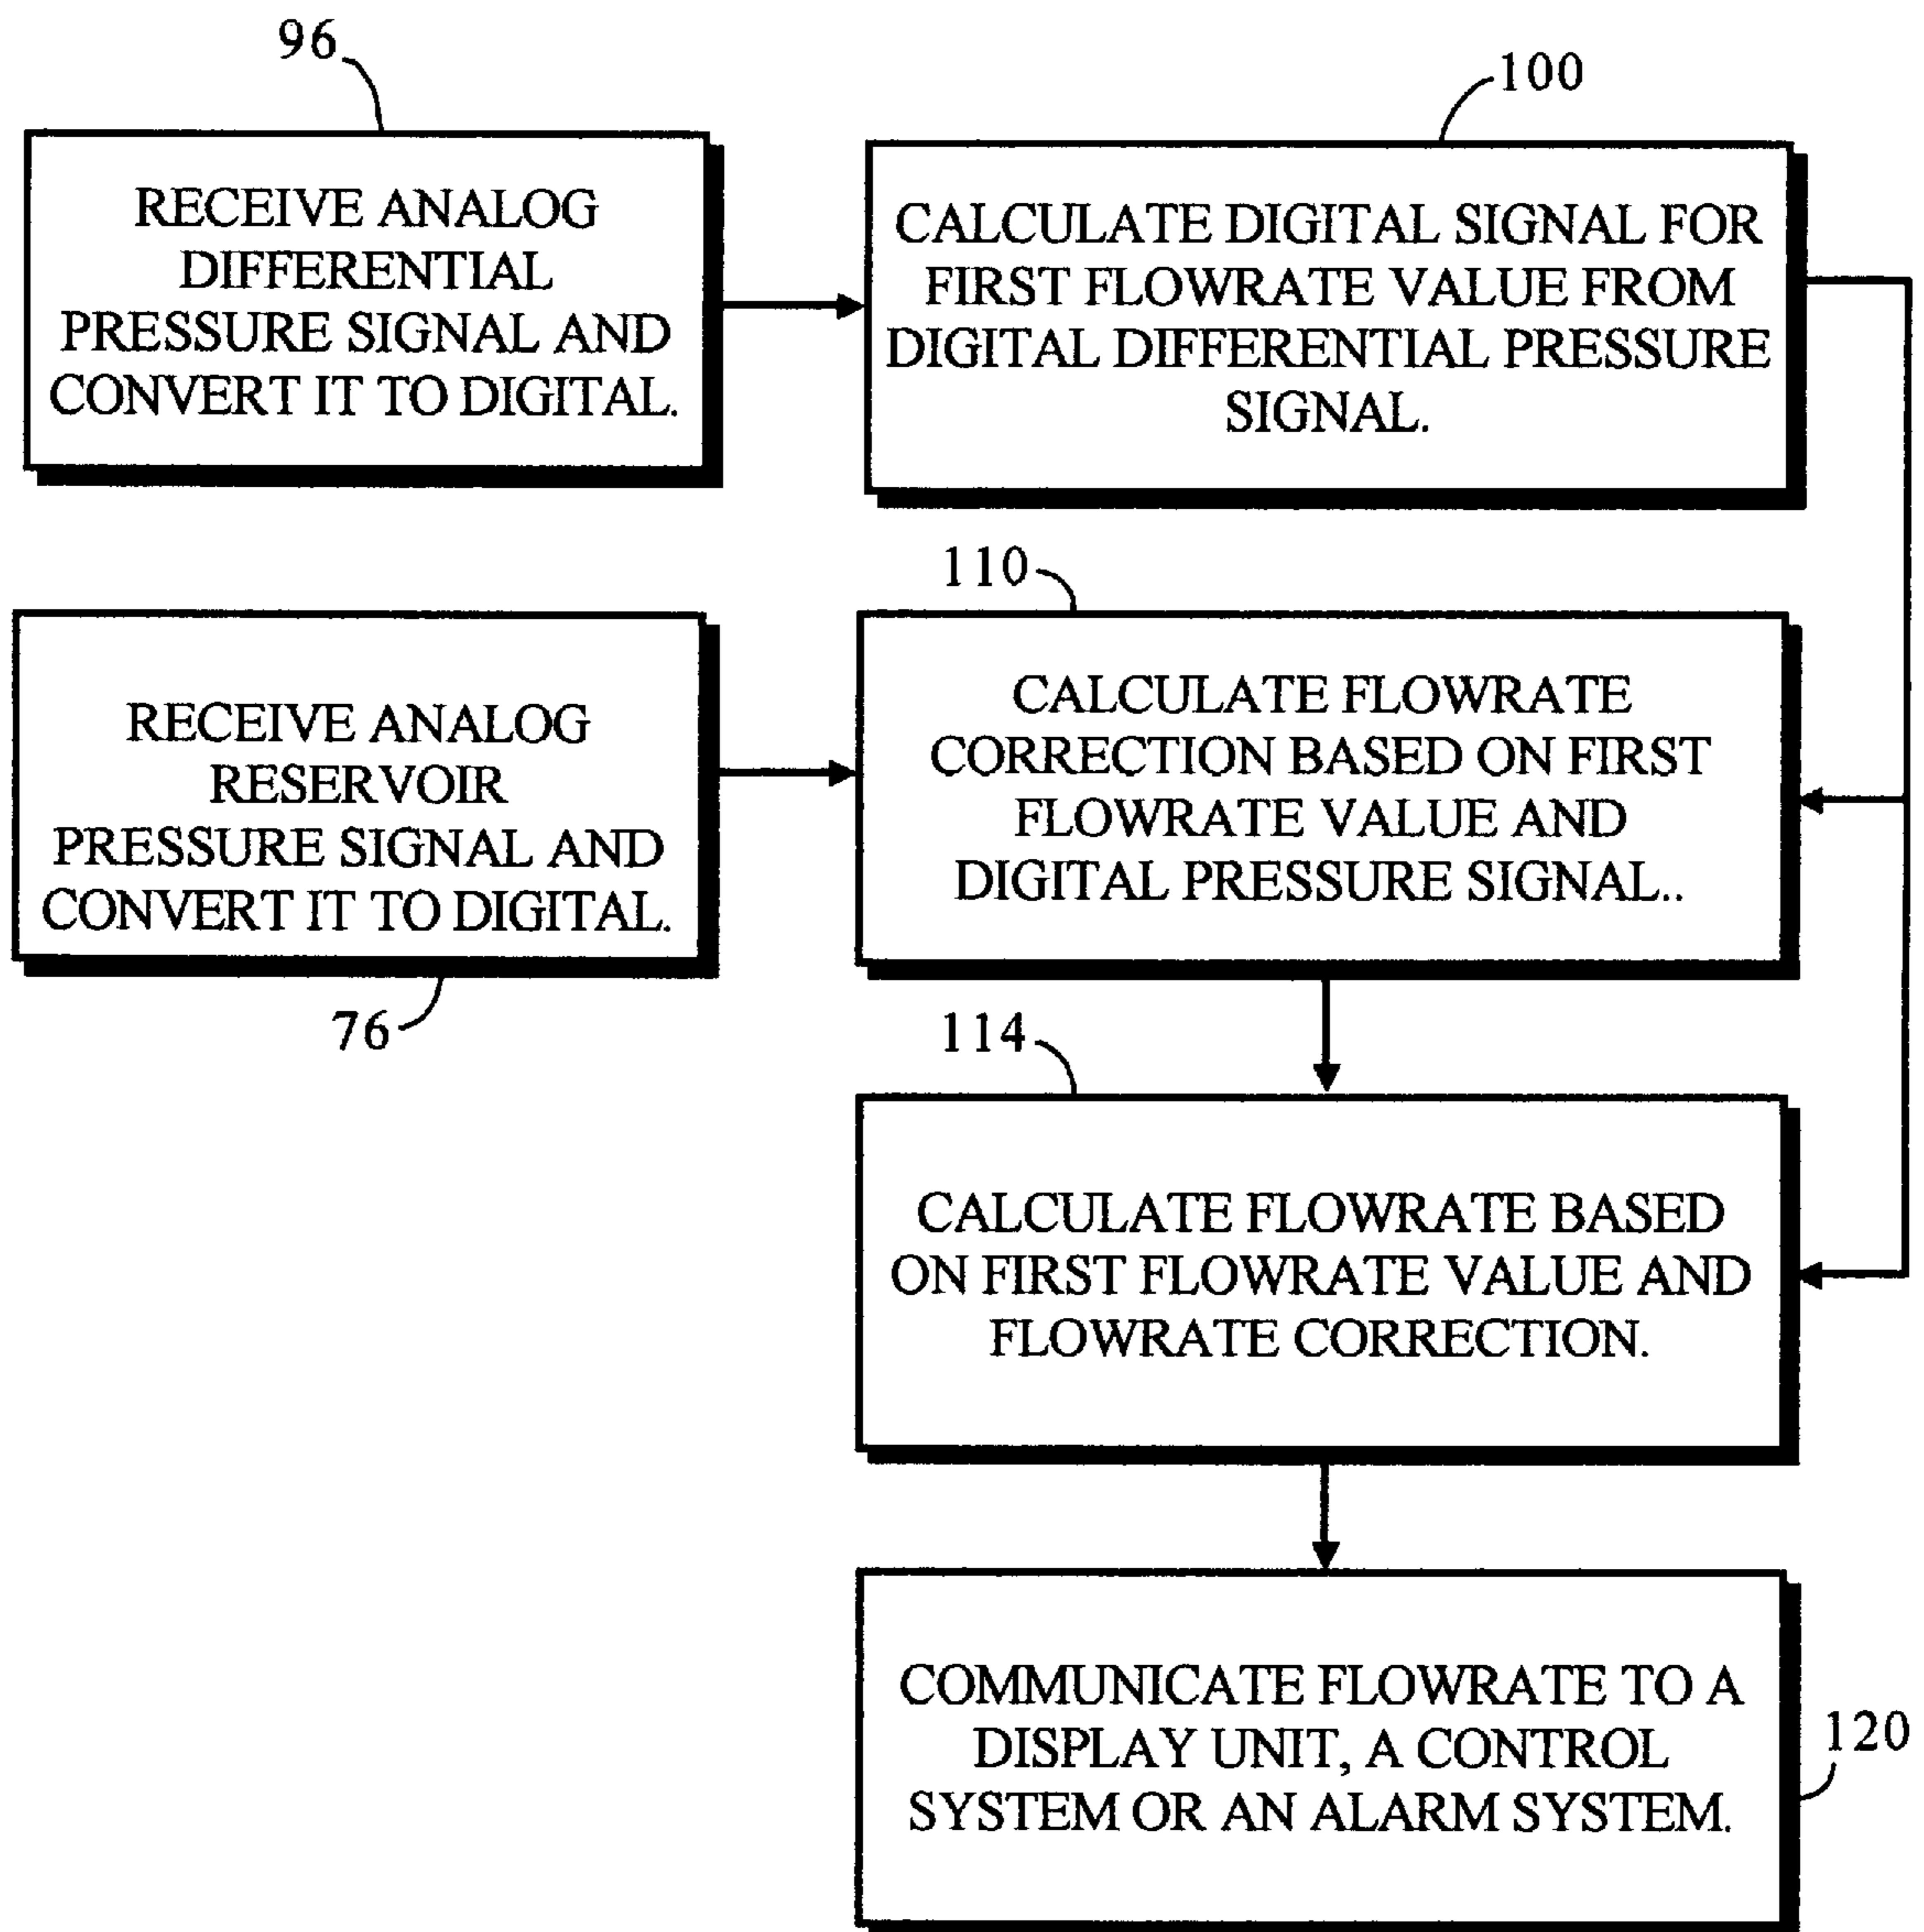 96
RECEIVE ANALOG
DIFFERENTIAL
PRESSURE SIGNAL AND
CONVERT IT TO DIGITAL.
100
CALCULATE DIGITAL SIGNAL FOR
FIRST FLOWRATE VALUE FROM
DIGITAL DIFFERENTIAL PRESSURE
SIGNAL.
RECEIVE ANALOG
RESERVOIR
PRESSURE SIGNAL AND
CONVERT IT TO DIGITAL.
76
110
CALCULATE FLOWRATE
CORRECTION BASED ON FIRST
FLOWRATE VALUE AND
DIGITAL PRESSURE SIGNAL..
114
CALCULATE FLOWRATE BASED
ON FIRST FLOWRATE VALUE AND
FLOWRATE CORRECTION.
COMMUNICATE FLOWRATE TO A
DISPLAY UNIT, A CONTROL
SYSTEM OR AN ALARM SYSTEM.
120